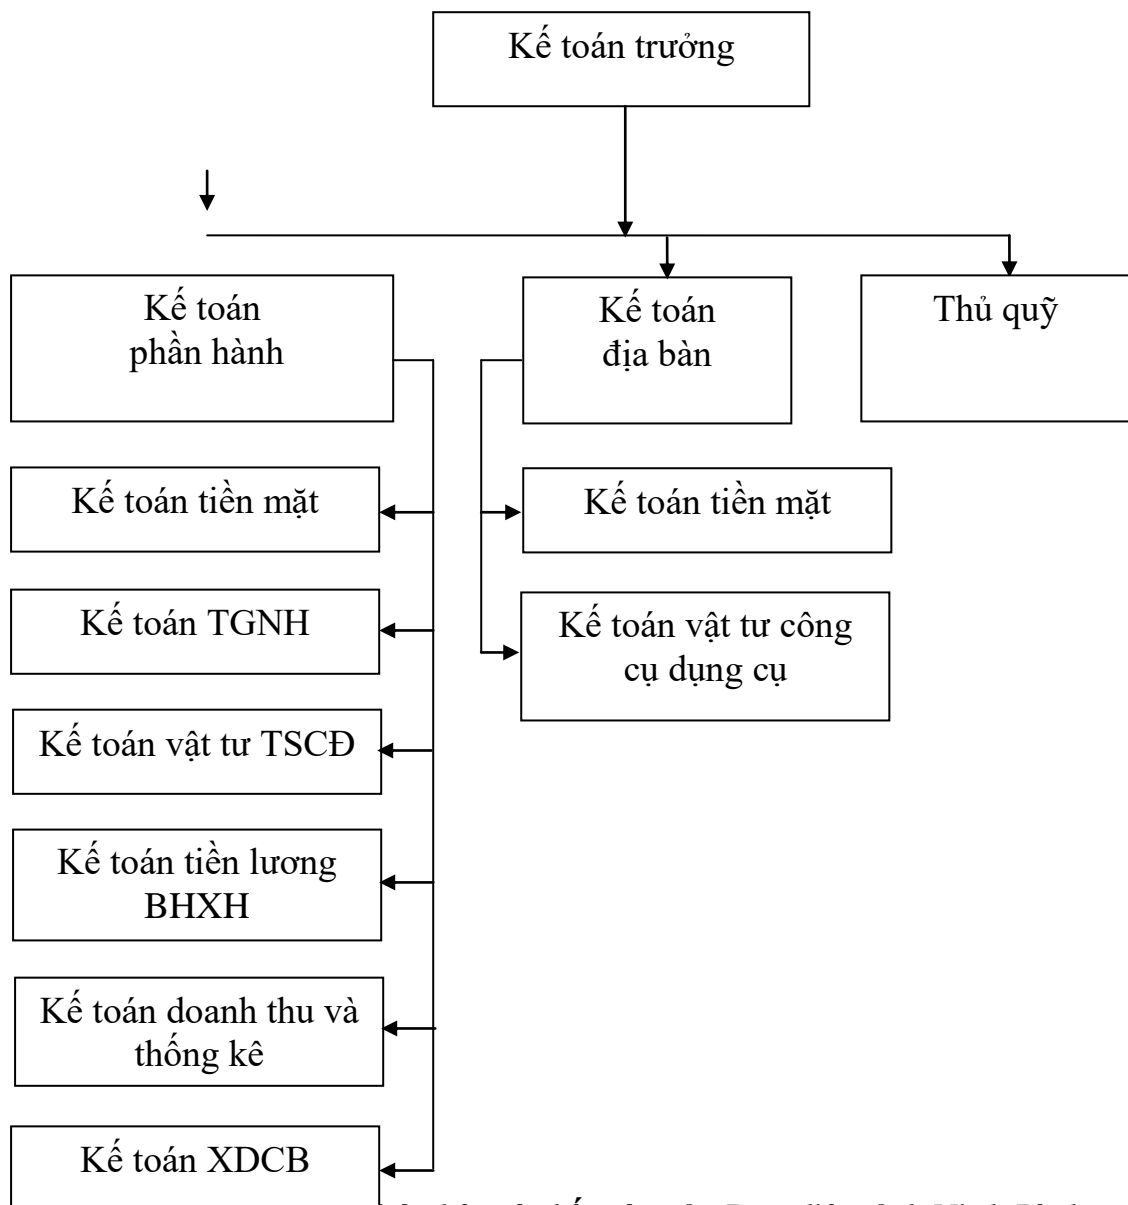 Kế toán trưởng
Kế toán
phần hành
Kế toán
địa bàn
Thủ quỹ
Kế toán tiền mặt
Kế toán TGNH
Kế toán vật tư TSCĐ
Kế toán tiền lương
BHXH
Kế toán doanh thu và
thống kê
Kế toán XDCB
Kế toán tiền mặt
Kế toán vật tư công
cụ dụng cụ